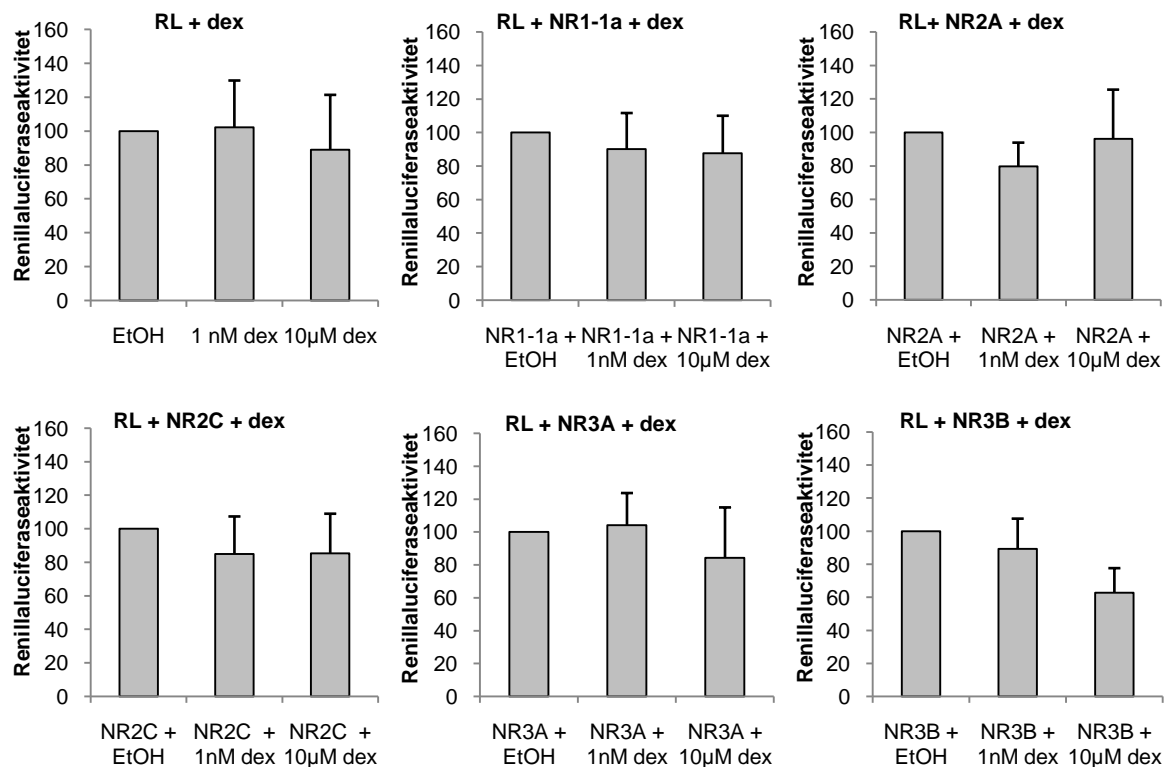 RL + dex
Renillaluciferaseaktivitet
160
140
120
100
80
60
40
20
0
EtOH 1 nM dex 10µM dex
RL + NR1-1a + dex
Renillaluciferaseaktivitet
160
140
120
100
80
60
40
20
0
NR1-1a + NR1-1a + NR1-1a +
EtOH 1nM dex 10µM dex
RL+ NR2A + dex
Renillaluciferaseaktivitet
160
140
120
100
80
60
40
20
0
NR2A + NR2A + NR2A +
EtOH 1nM dex 10µM dex
RL + NR2C + dex
Renillaluciferaseaktivitet
160
140
120
100
80
60
40
20
0
NR2C + NR2C + NR2C +
EtOH 1nM dex 10µM dex
RL + NR3A + dex
Renillaluciferaseaktivitet
160
140
120
100
80
60
40
20
0
NR3A + NR3A + NR3A +
EtOH 1nM dex 10µM dex
RL + NR3B + dex
Renillaluciferaseaktivitet
160
140
120
100
80
60
40
20
0
NR3B + NR3B + NR3B +
EtOH 1nM dex 10µM dex